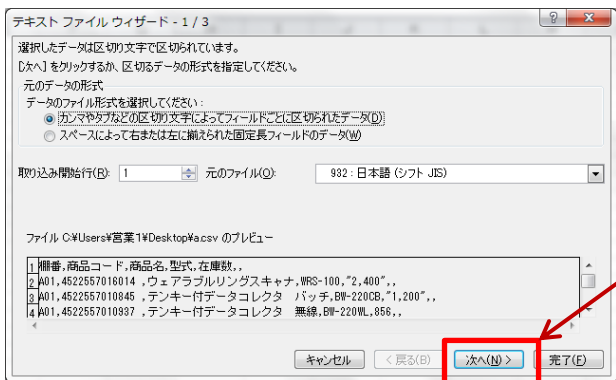 テキスト ファイル ウィザード - 1 / 3
選択したデータは区切り文字で区切られています。
[次へ] をクリックするか、区切るデータの形式を指定してください。
元のデータの形式
データのファイル形式を選択してください:
カンマやタブなどの区切り文字によってフィールドごとに区切られたデータ(D)
スペースによって右または左に揃えられた固定長フィールドのデータ(W)
取り込み開始行(R): 1 元のファイル(O): 932 : 日本語 (シフト JIS)
ファイル C:¥Users¥営業1¥Desktop¥a.csv のプレビュー
1 棚番,商品コード,商品名,型式,在庫数,,
2 A01,4522557018014 ,ウェアラブルリングスキャナ,WRS-100,"2,400",,
3 A01,4522557010845 ,テンキー付データコレクタ バッチ,BW-220CB,"1,200",,
4 A01,4522557010937 ,テンキー付データコレクタ 無線,BW-220WL,856,,
キャンセル < 戻る(B) 次へ(N) > 完了(F)